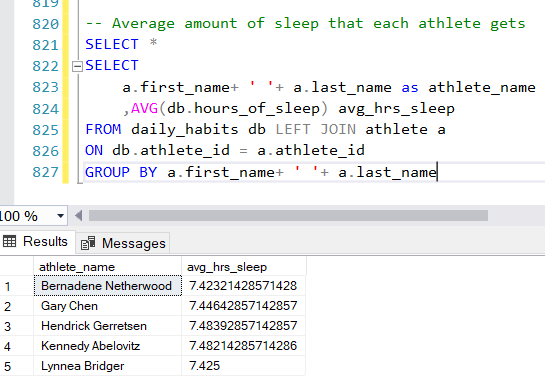 819
820 -- Average amount of sleep that each athlete gets
821 SELECT *
822 SELECT
823 a.first_name+ ' '+ a.last_name as athlete_name
824 ,AVG(db.hours_of_sleep) avg_hrs_sleep
825 FROM daily_habits db LEFT JOIN athlete a
826 ON db.athlete_id = a.athlete_id
827 GROUP BY a.first_name+ ' '+ a.last_name
100 %
Results Messages
athlete_name avg_hrs_sleep
1 Bernadene Netherwood 7.42321428571428
2 Gary Chen 7.44642857142857
3 Hendrick Gerretsen 7.48392857142857
4 Kennedy Abelovitz 7.48214285714286
5 Lynnea Bridger 7.425